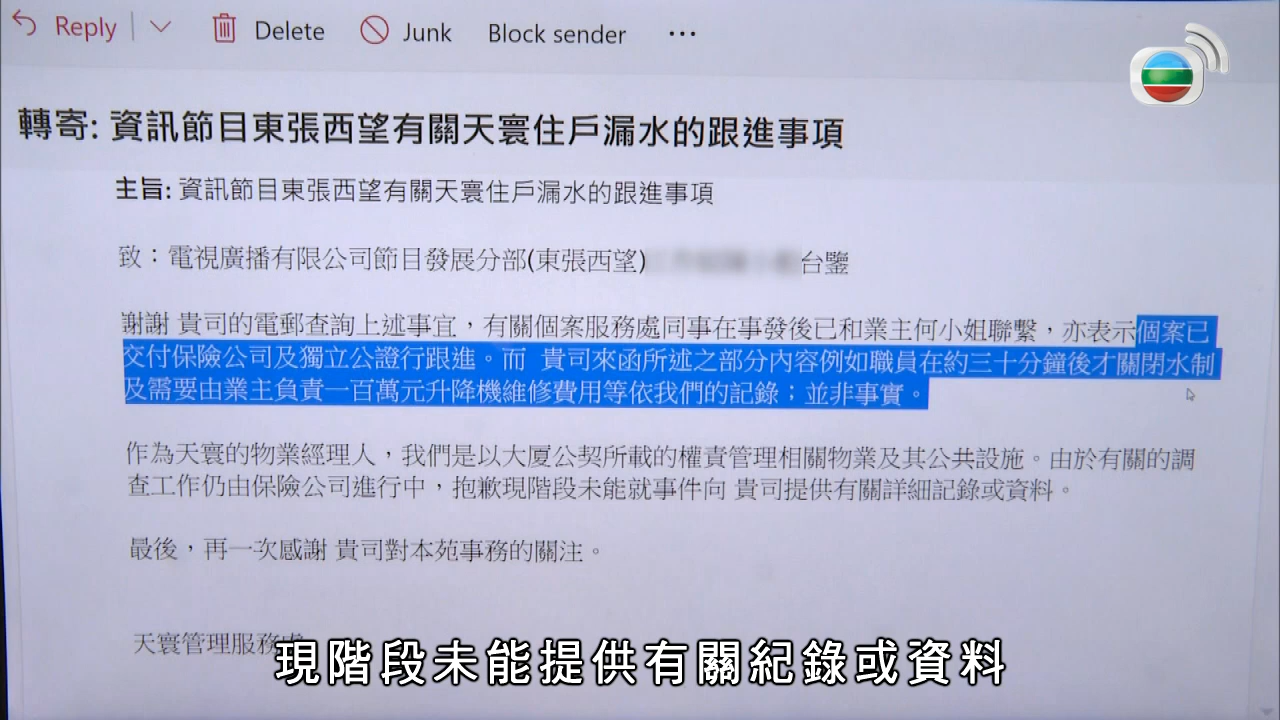 Reply Delete Junk Block sender ...
轉寄: 資訊節目東張西望有關天寰住戶漏水的跟進事項
主旨: 資訊節目東張西望有關天寰住戶漏水的跟進事項
致：電視廣播有限公司節目發展分部(東張西望) 台鑒
謝謝 貴司的電郵查詢上述事宜，有關個案服務處同事在事發後已和業主何小姐聯繫，亦表示個案已
交付保險公司及獨立公證行跟進。而 貴司來函所述之部分內容例如職員在約三十分鐘後才關閉水制
及需要由業主負責一百萬元升降機維修費用等依我們的記錄；並非事實。
作為天寰的物業經理人，我們是以大厦公契所載的權責管理相關物業及其公共設施。由於有關的調
查工作仍由保險公司進行中，抱歉現階段未能就事件向 貴司提供有關詳細記錄或資料。
最後，再一次感謝 貴司對本苑事務的關注。
天寰管理服務處
現階段未能提供有關紀錄或資料